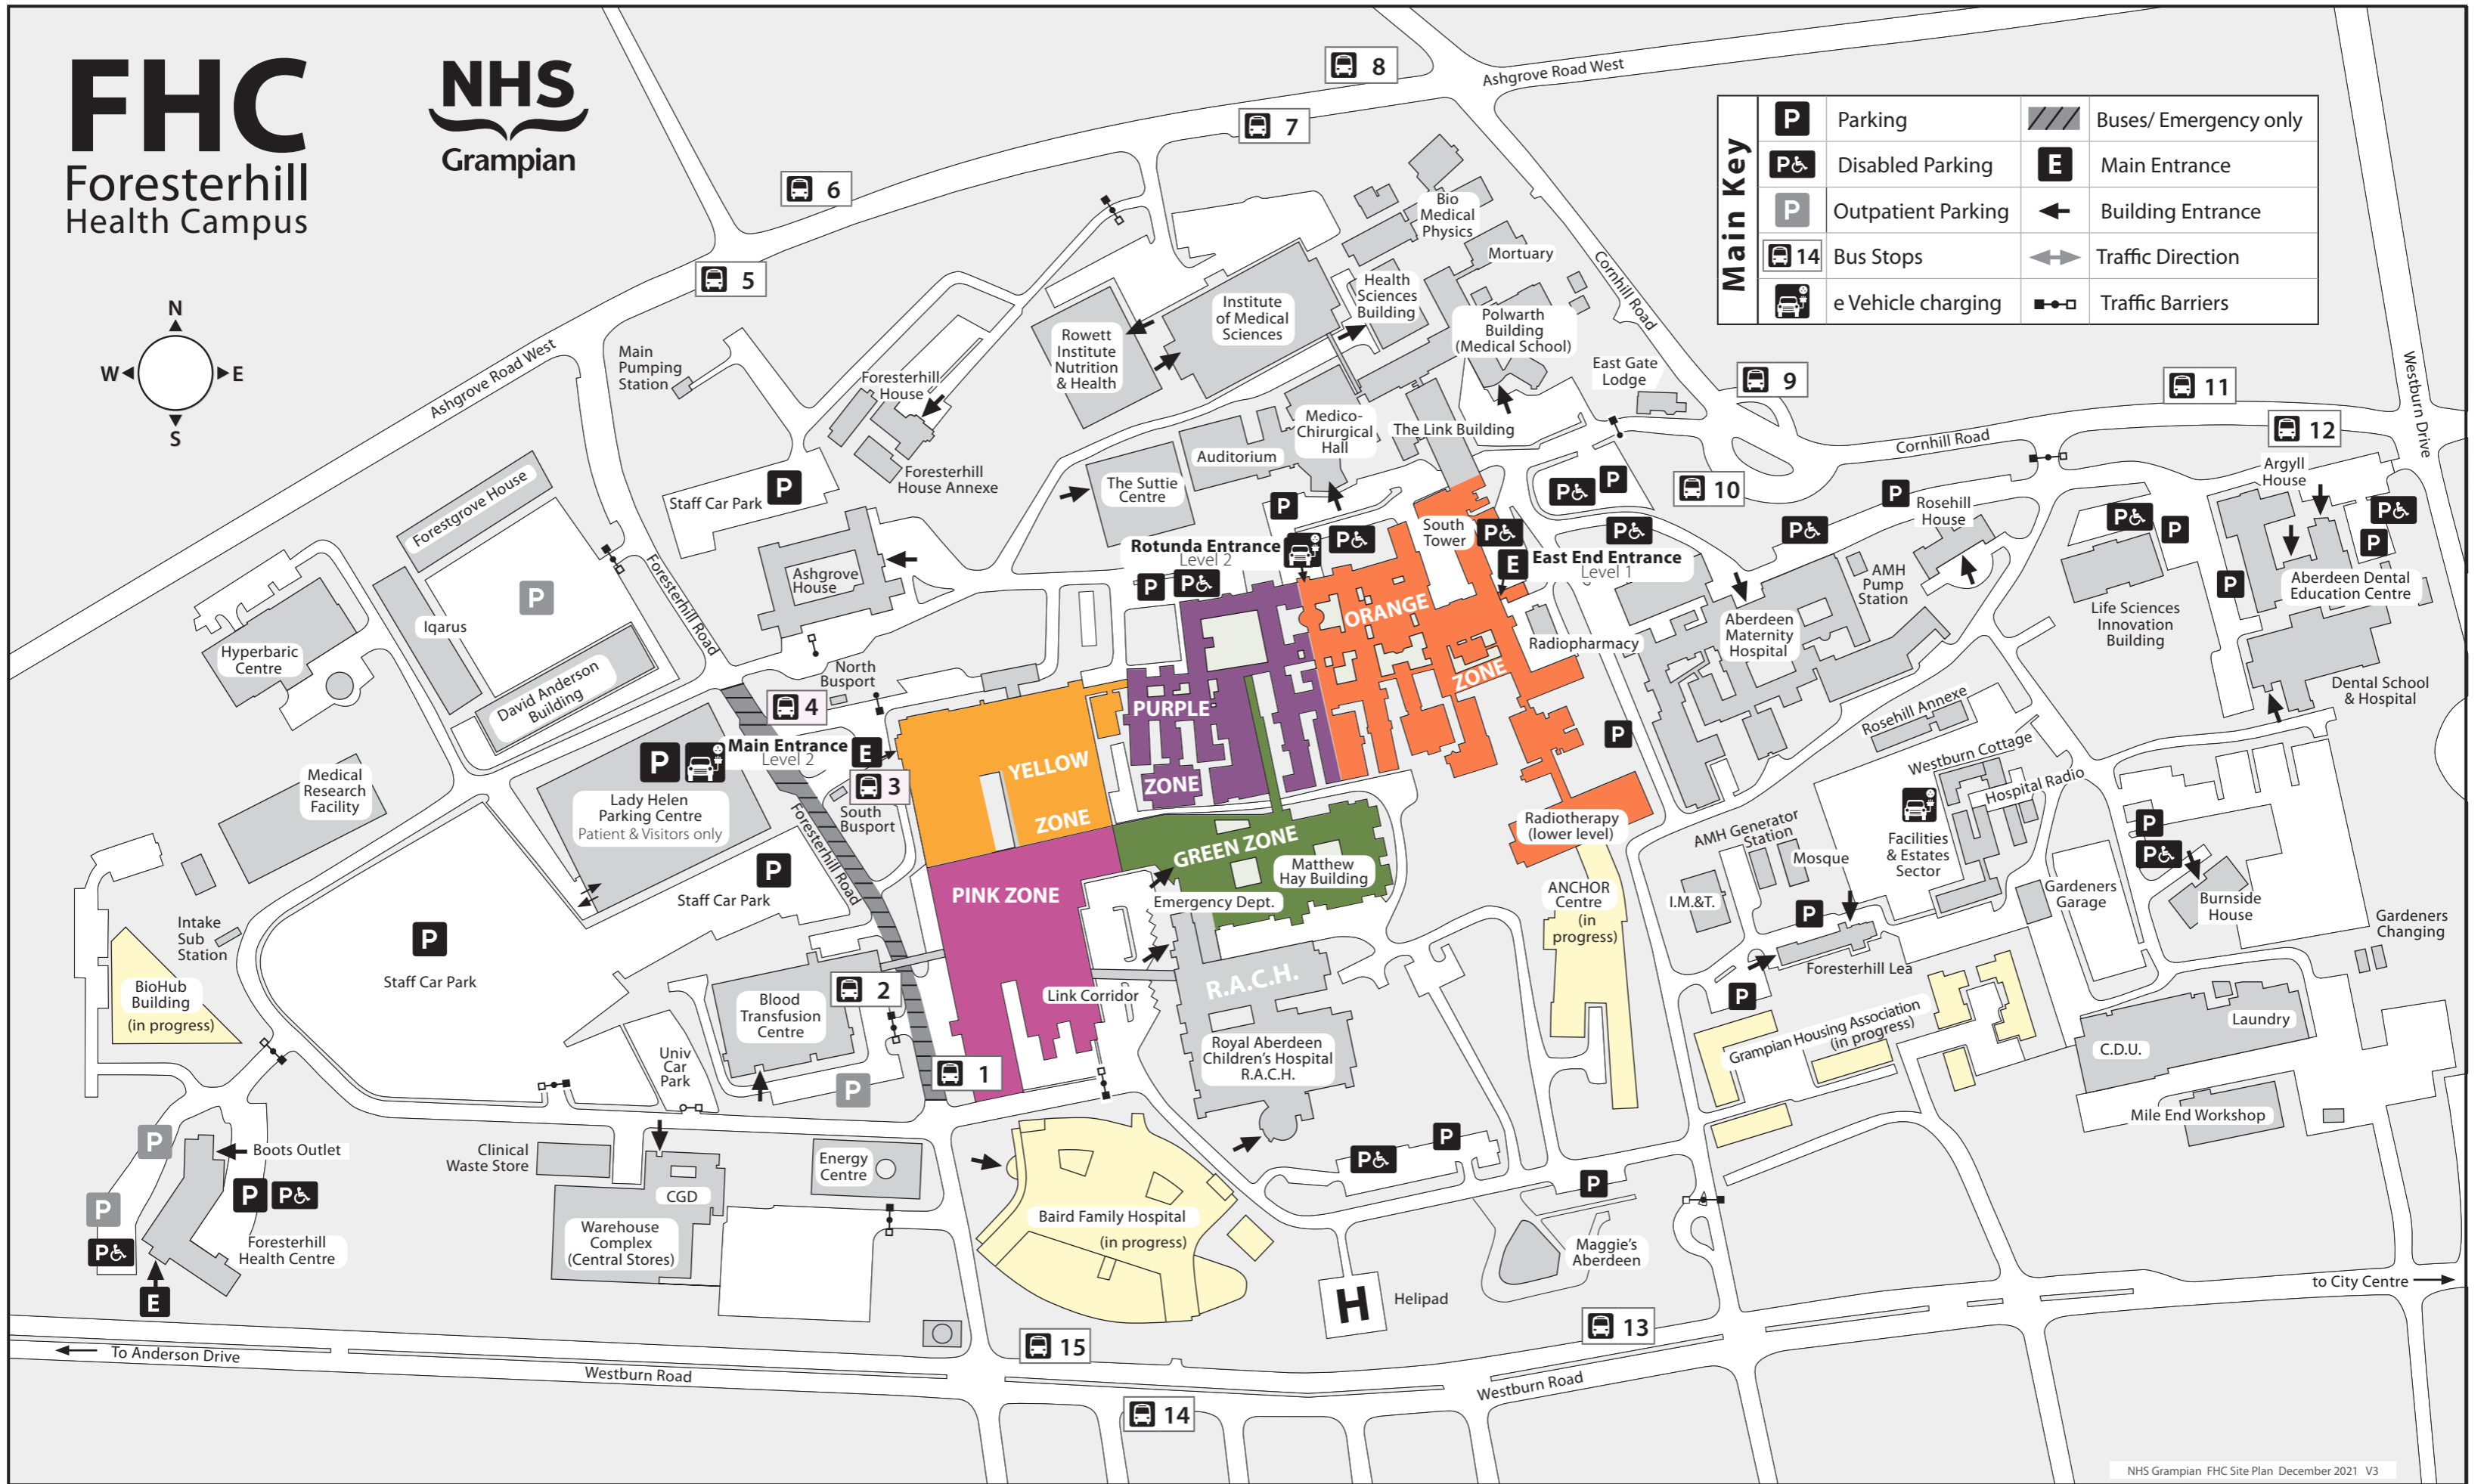 FHC
Foresterhill
Health Campus
NHS
Grampian
N
W
E
S
Main Key
P
Parking
Buses/ Emergency only
P
Disabled Parking
E
Main Entrance
P
Outpatient Parking
Building Entrance
14
Bus Stops
Traffic Direction
e Vehicle charging
Traffic Barriers
8
7
6
5
Ashgrove Road West
Ashgrove Road West
Cornhill Road
Westburn Drive
Bio
Medical
Physics
Mortuary
Health
Sciences
Building
Institute
of Medical
Sciences
Polwarth
Building
(Medical School)
Rowett
Institute
Nutrition
& Health
Main
Pumping
Station
Foresterhill
House
Foresterhill
House Annexe
East Gate
Lodge
9
11
12
10
Cornhill Road
Medico-
Chirurgical
Hall
The Link Building
Auditorium
The Suttie
Centre
Staff Car Park
P
Forestgrove House
P
Iqarus
David Anderson
Building
Hyperbaric
Centre
Foresterhill Road
Ashgrove
House
P
Rotunda Entrance
Level 2
P
P
P
South
Tower
P
P
P
E
East End Entrance
Level 1
P
P
P
Rosehill
House
Argyll
House
P
P
P
P
P
Aberdeen Dental
Education Centre
AMH
Pump
Station
Life Sciences
Innovation
Building
Aberdeen
Maternity
Hospital
Radiopharmacy
ORANGE
ZONE
PURPLE
ZONE
YELLOW
ZONE
GREEN ZONE
PINK ZONE
North
Busport
4
Main Entrance
Level 2
E
3
South
Busport
P
Lady Helen
Parking Centre
Patient & Visitors only
Foresterhill Road
Medical
Research
Facility
P
Staff Car Park
P
Staff Car Park
Intake
Sub
Station
BioHub
Building
(in progress)
Matthew
Hay Building
Emergency Dept.
Radiotherapy
(lower level)
P
ANCHOR
Centre
(in
progress)
Dental School
& Hospital
Rosehill Annexe
Westburn Cottage
Hospital Radio
Facilities
& Estates
Sector
AMH Generator
Station
Mosque
I.M.&T.
P
P
Foresterhill Lea
Gardeners
Garage
P
P
Burnside
House
Gardeners
Changing
Grampian Housing Association
(in progress)
Laundry
C.D.U.
Mile End Workshop
R.A.C.H.
Link Corridor
Royal Aberdeen
Children's Hospital
R.A.C.H.
2
Blood
Transfusion
Centre
Univ
Car
Park
P
1
P
Boots Outlet
P
P
P
P
Foresterhill
Health Centre
E
Clinical
Waste Store
CGD
Warehouse
Complex
(Central Stores)
Energy
Centre
Baird Family Hospital
(in progress)
P
P
P
Maggie's
Aberdeen
H
Helipad
13
15
14
to City Centre
To Anderson Drive
Westburn Road
Westburn Road
NHS Grampian FHC Site Plan December 2021 V3